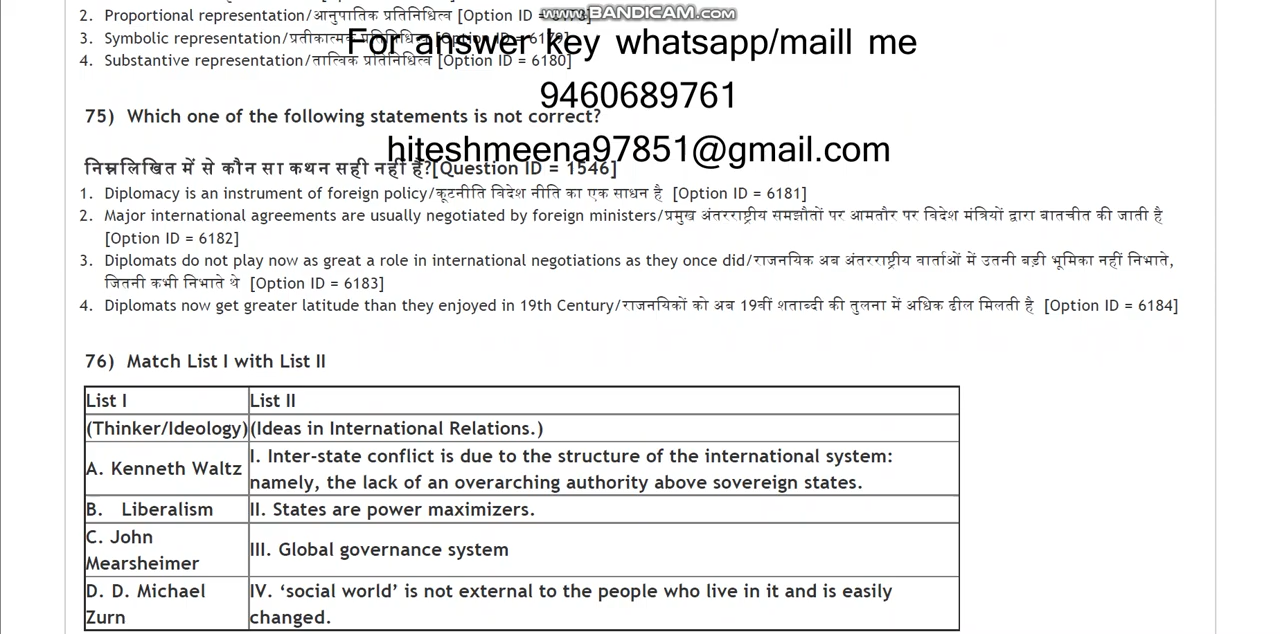 www.BANDICAM.com
2. Proportional representation/आनुपातिक प्रतिनिधित्व [Option ID =
For answer key whatsapp/maill me
3. Symbolic representation/प्रतीकात्मक प्रतिनिधित्व [Option ID = 6179]
4. Substantive representation/तात्विक प्रतिनिधित्व [Option ID = 6180]
9460689761
75) Which one of the following statements is not correct?
hiteshmeena97851@gmail.com
निम्नलिखित में से कौन सा कथन सही नहीं है?[Question ID = 1546]
1. Diplomacy is an instrument of foreign policy/कूटनीति विदेश नीति का एक साधन है [Option ID = 6181]
2. Major international agreements are usually negotiated by foreign ministers/प्रमुख अंतरराष्ट्रीय समझौतों पर आमतौर पर विदेश मंत्रियों द्वारा बातचीत की जाती है
[Option ID = 6182]
3. Diplomats do not play now as great a role in international negotiations as they once did/राजनयिक अब अंतरराष्ट्रीय वार्ताओं में उतनी बड़ी भूमिका नहीं निभाते,
जितनी कभी निभाते थे [Option ID = 6183]
4. Diplomats now get greater latitude than they enjoyed in 19th Century/राजनयिकों को अब 19वीं शताब्दी की तुलना में अधिक ढील मिलती है [Option ID = 6184]
76) Match List I with List II
List I List II
(Thinker/Ideology) (Ideas in International Relations.)
A. Kenneth Waltz I. Inter-state conflict is due to the structure of the international system:
namely, the lack of an overarching authority above sovereign states.
B. Liberalism II. States are power maximizers.
C. John
Mearsheimer III. Global governance system
D. D. Michael
Zurn IV. ‘social world’ is not external to the people who live in it and is easily
changed.